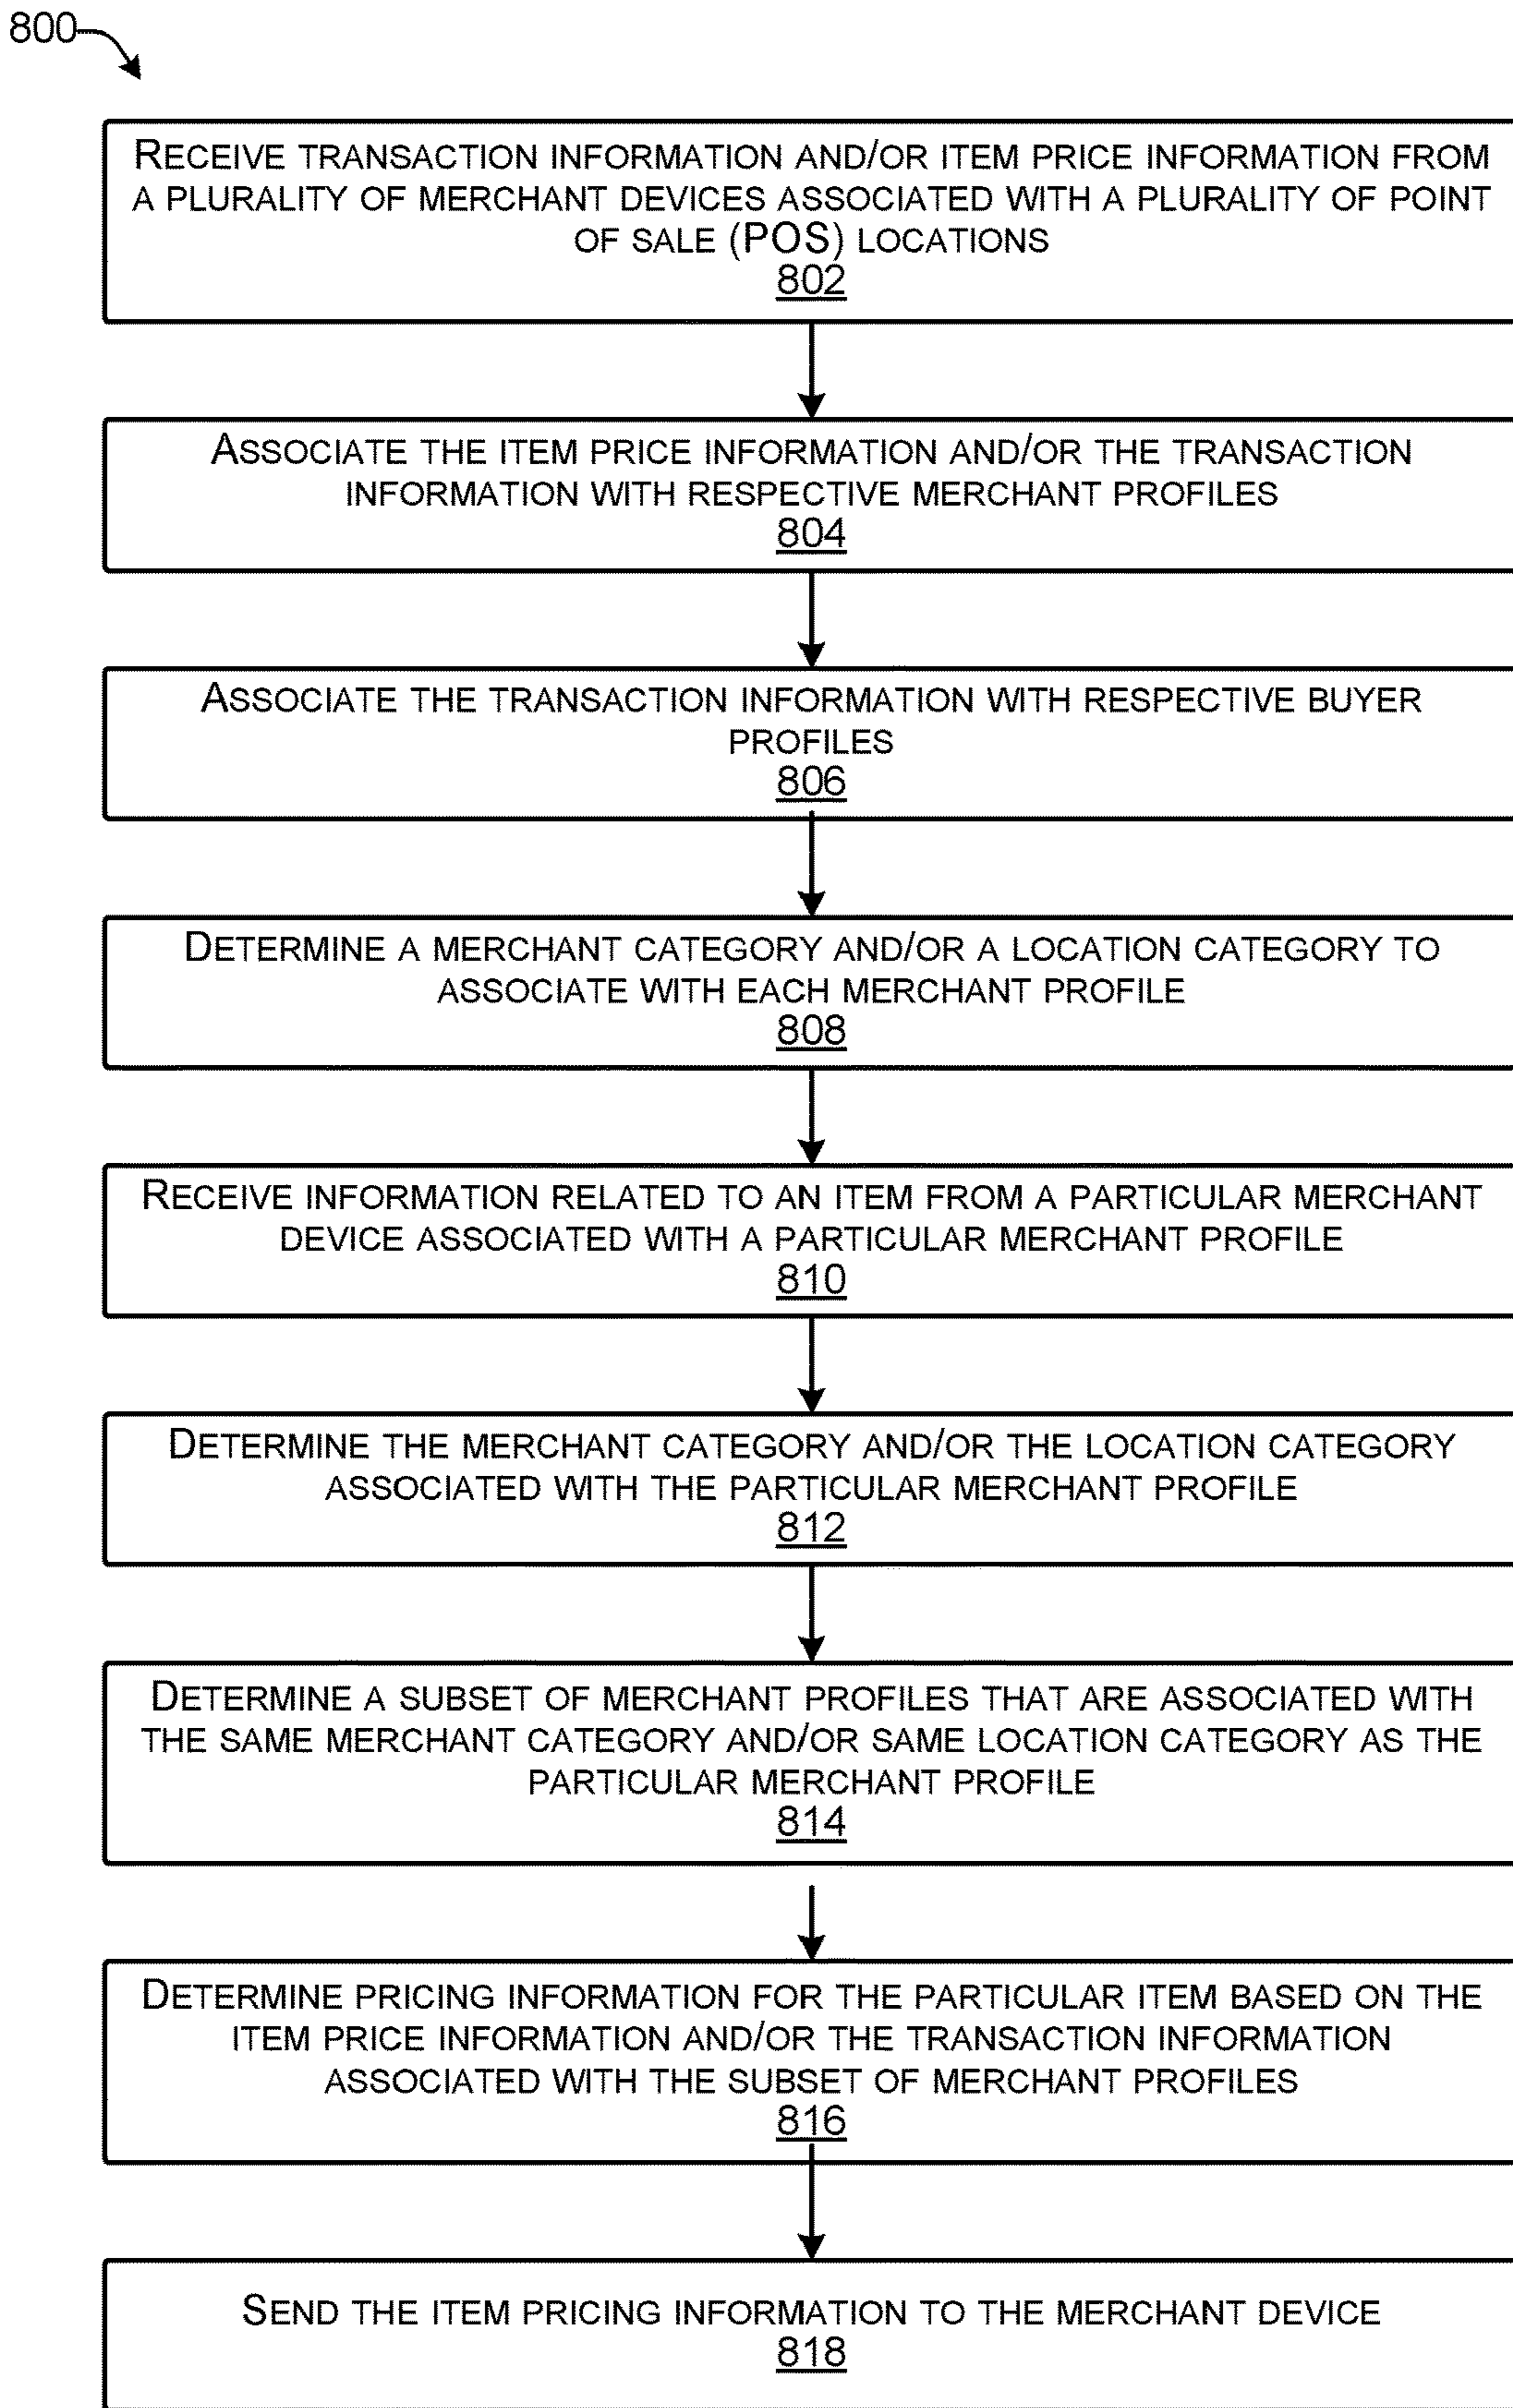 800
RECEIVE TRANSACTION INFORMATION AND/OR ITEM PRICE INFORMATION FROM
A PLURALITY OF MERCHANT DEVICES ASSOCIATED WITH A PLURALITY OF POINT
OF SALE (POS) LOCATIONS
802
ASSOCIATE THE ITEM PRICE INFORMATION AND/OR THE TRANSACTION
INFORMATION WITH RESPECTIVE MERCHANT PROFILES
804
ASSOCIATE THE TRANSACTION INFORMATION WITH RESPECTIVE BUYER
PROFILES
806
DETERMINE A MERCHANT CATEGORY AND/OR A LOCATION CATEGORY TO
ASSOCIATE WITH EACH MERCHANT PROFILE
808
RECEIVE INFORMATION RELATED TO AN ITEM FROM A PARTICULAR MERCHANT
DEVICE ASSOCIATED WITH A PARTICULAR MERCHANT PROFILE
810
DETERMINE THE MERCHANT CATEGORY AND/OR THE LOCATION CATEGORY
ASSOCIATED WITH THE PARTICULAR MERCHANT PROFILE
812
DETERMINE A SUBSET OF MERCHANT PROFILES THAT ARE ASSOCIATED WITH
THE SAME MERCHANT CATEGORY AND/OR SAME LOCATION CATEGORY AS THE
PARTICULAR MERCHANT PROFILE
814
DETERMINE PRICING INFORMATION FOR THE PARTICULAR ITEM BASED ON THE
ITEM PRICE INFORMATION AND/OR THE TRANSACTION INFORMATION
ASSOCIATED WITH THE SUBSET OF MERCHANT PROFILES
816
SEND THE ITEM PRICING INFORMATION TO THE MERCHANT DEVICE
818